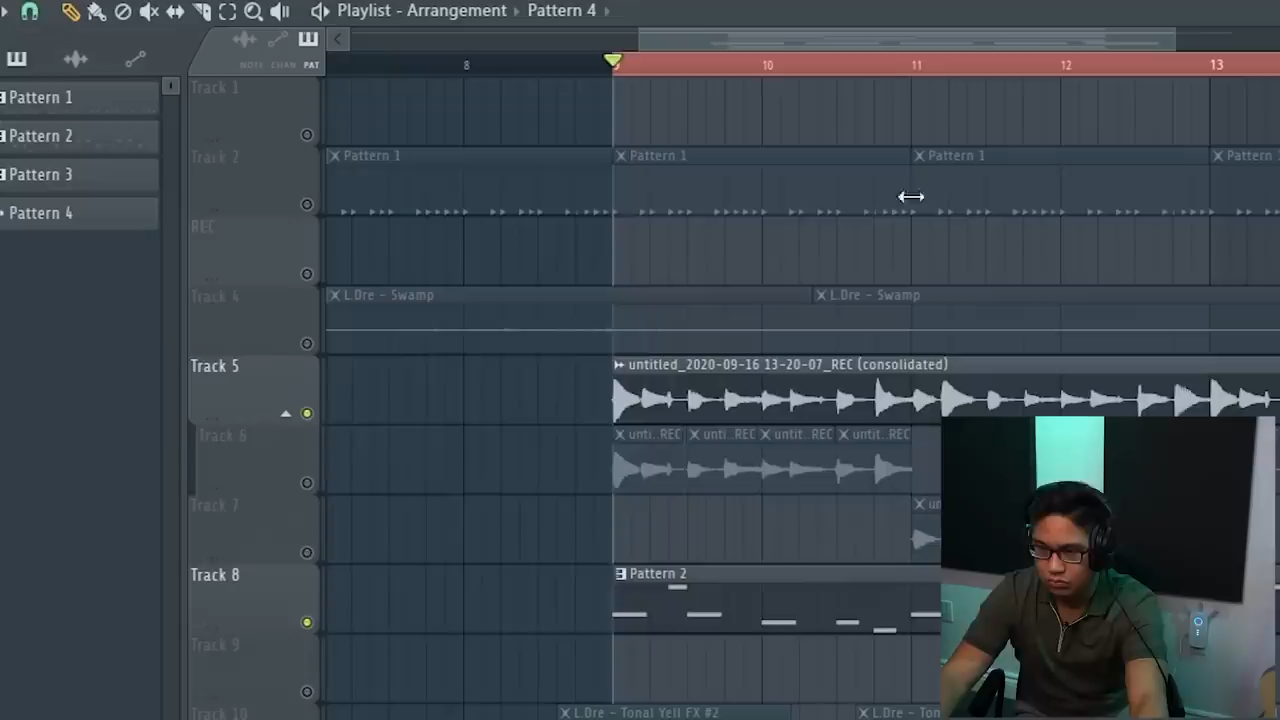 Playlist - Arrangement › Pattern 4 ›
NOTE CHAN PAT
8 9 10 11 12 13
Pattern 1
Pattern 2
Pattern 3
Pattern 4
Track 1
Track 2
Pattern 1 Pattern 1 Pattern 1 Pattern
REC
Track 4
L.Dre - Swamp L.Dre - Swamp
Track 5
untitled_2020-09-16 13-20-07_REC (consolidated)
Track 6
unti..REC unti..REC untit..REC untit..REC
Track 7
un
Track 8
Pattern 2
Track 9
Track 10
L.Dre - Tonal Yell FX #2 L.Dre - Ton